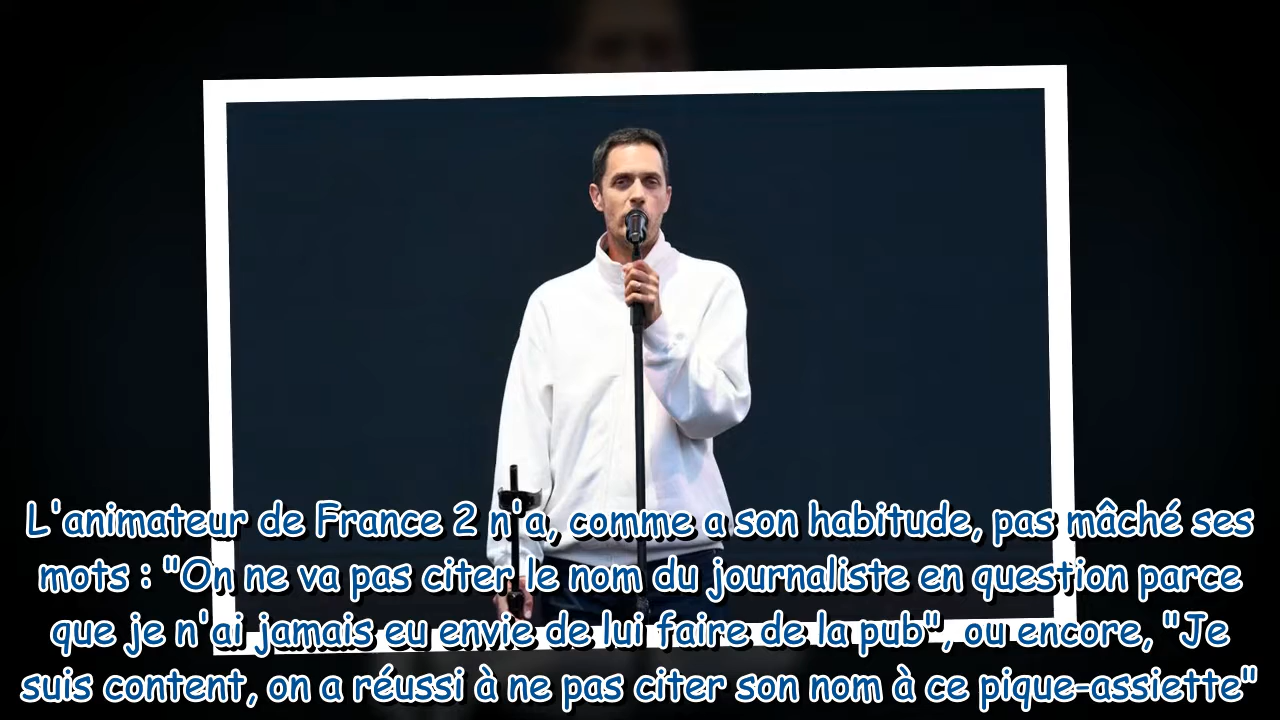 L'animateur de France 2 n'a, comme a son habitude, pas mâché ses
mots : "On ne va pas citer le nom du journaliste en question parce
que je n'ai jamais eu envie de lui faire de la pub", ou encore, "Je
suis content, on a réussi à ne pas citer son nom à ce pique-assiette"